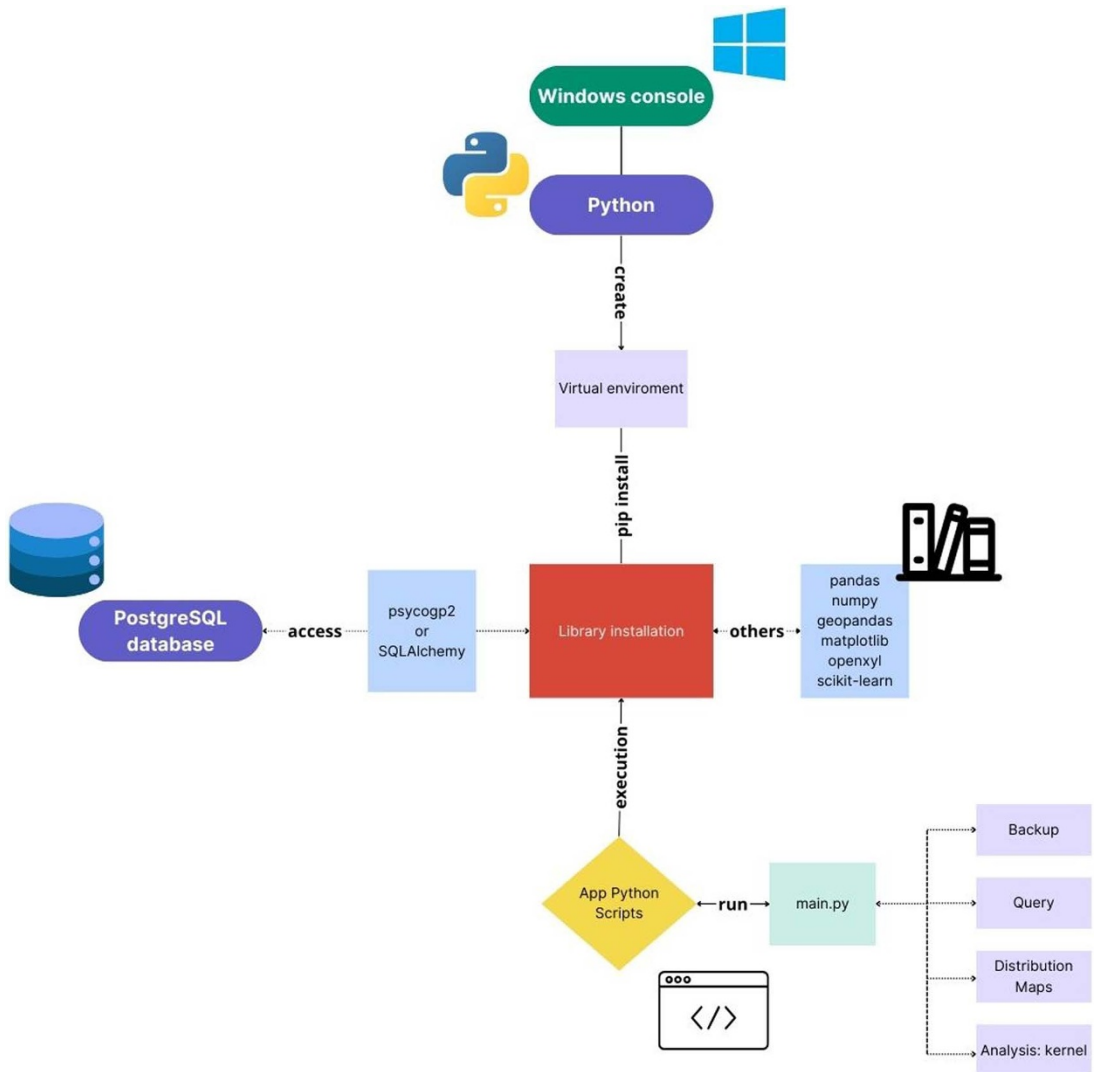 Windows console
Python
create
Virtual enviroment
pip install
PostgreSQL
database
access
psycogp2
or
SQLAlchemy
Library installation
others
pandas
numpy
geopandas
matplotlib
openxyl
scikit-learn
execution
App Python
Scripts
run
main.py
Backup
Query
Distribution
Maps
Analysis: kernel